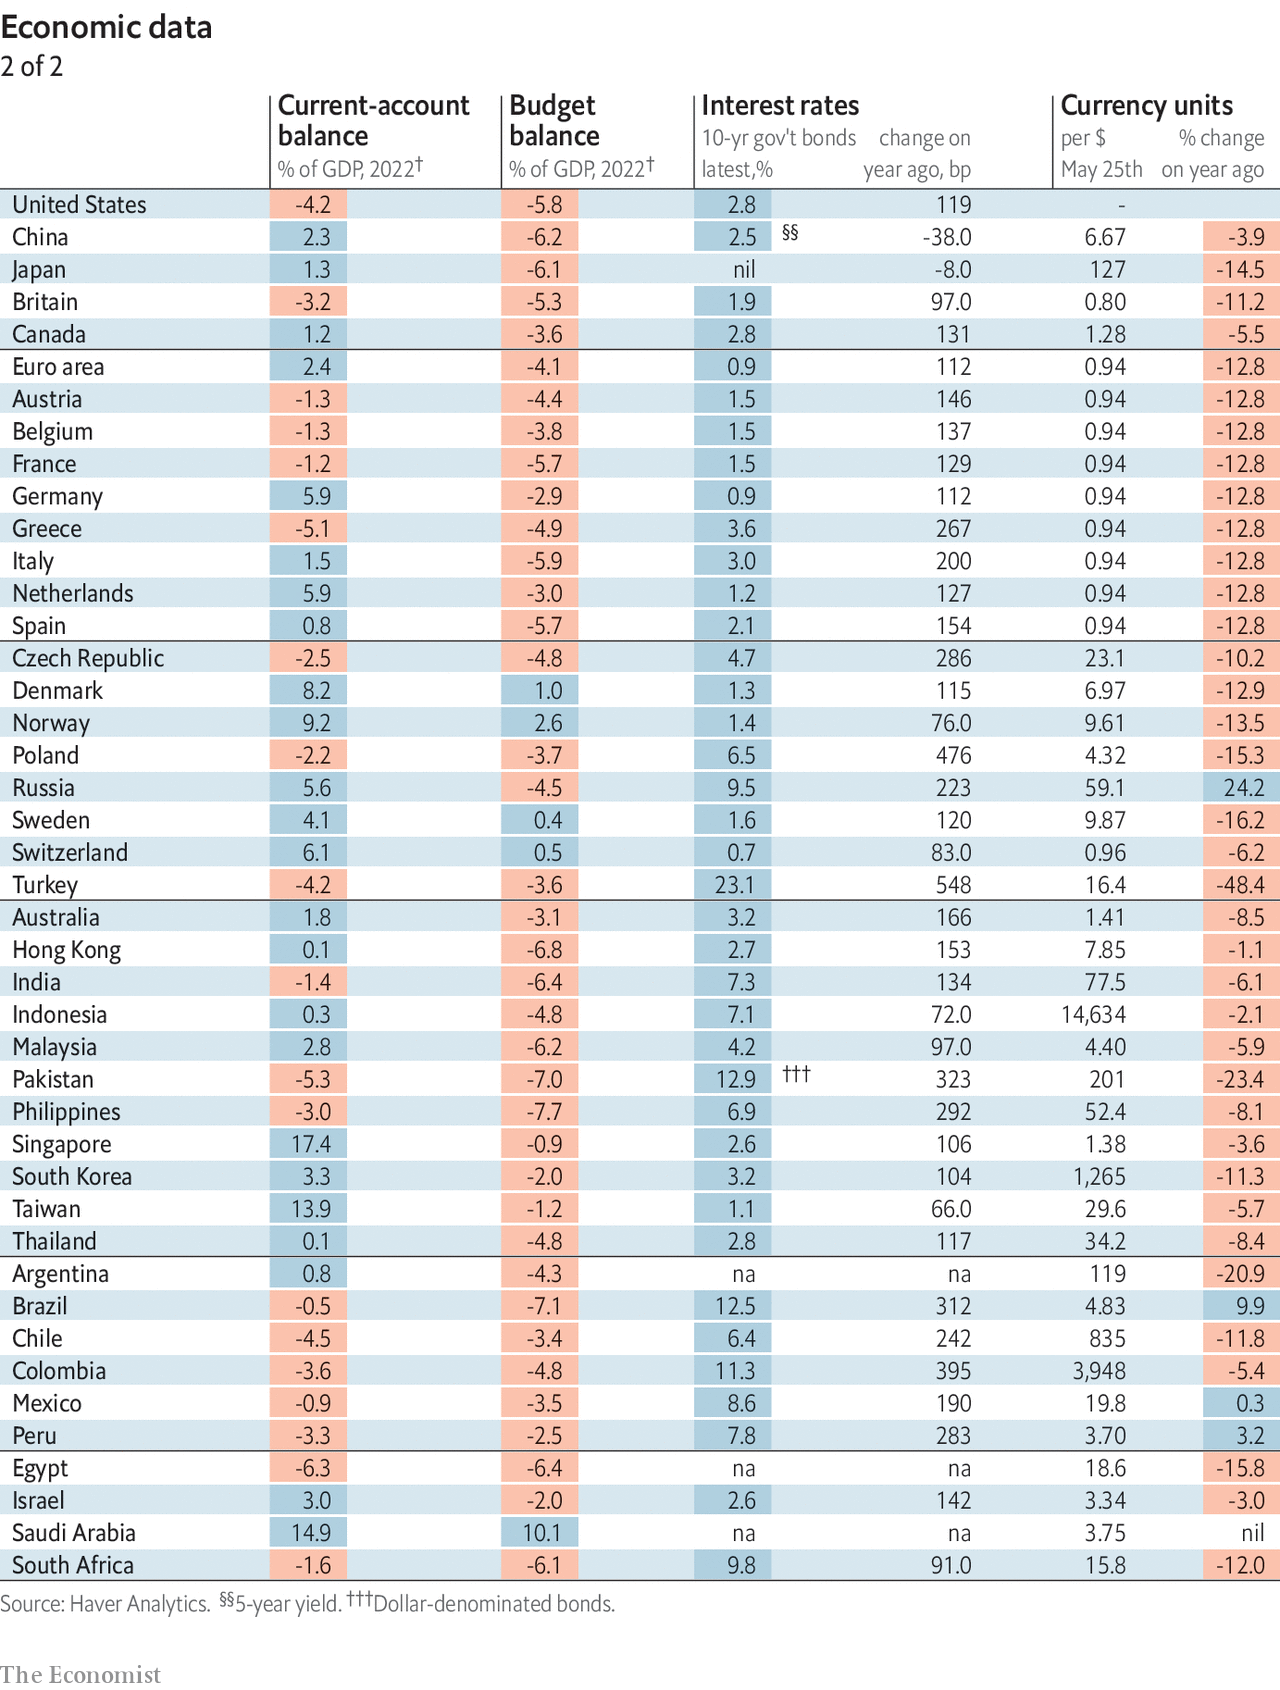 Economic data
2 of 2
Current-account balance % of GDP, 2022† Budget balance % of GDP, 2022† Interest rates 10-yr gov't bonds latest,% change on year ago, bp Currency units per $ May 25th % change on year ago
United States -4.2 -5.8 2.8 119 -
China 2.3 -6.2 2.5 §§ -38.0 6.67 -3.9
Japan 1.3 -6.1 nil -8.0 127 -14.5
Britain -3.2 -5.3 1.9 97.0 0.80 -11.2
Canada 1.2 -3.6 2.8 131 1.28 -5.5
Euro area 2.4 -4.1 0.9 112 0.94 -12.8
Austria -1.3 -4.4 1.5 146 0.94 -12.8
Belgium -1.3 -3.8 1.5 137 0.94 -12.8
France -1.2 -5.7 1.5 129 0.94 -12.8
Germany 5.9 -2.9 0.9 112 0.94 -12.8
Greece -5.1 -4.9 3.6 267 0.94 -12.8
Italy 1.5 -5.9 3.0 200 0.94 -12.8
Netherlands 5.9 -3.0 1.2 127 0.94 -12.8
Spain 0.8 -5.7 2.1 154 0.94 -12.8
Czech Republic -2.5 -4.8 4.7 286 23.1 -10.2
Denmark 8.2 1.0 1.3 115 6.97 -12.9
Norway 9.2 2.6 1.4 76.0 9.61 -13.5
Poland -2.2 -3.7 6.5 476 4.32 -15.3
Russia 5.6 -4.5 9.5 223 59.1 24.2
Sweden 4.1 0.4 1.6 120 9.87 -16.2
Switzerland 6.1 0.5 0.7 83.0 0.96 -6.2
Turkey -4.2 -3.6 23.1 548 16.4 -48.4
Australia 1.8 -3.1 3.2 166 1.41 -8.5
Hong Kong 0.1 -6.8 2.7 153 7.85 -1.1
India -1.4 -6.4 7.3 134 77.5 -6.1
Indonesia 0.3 -4.8 7.1 72.0 14,634 -2.1
Malaysia 2.8 -6.2 4.2 97.0 4.40 -5.9
Pakistan -5.3 -7.0 12.9 ††† 323 201 -23.4
Philippines -3.0 -7.7 6.9 292 52.4 -8.1
Singapore 17.4 -0.9 2.6 106 1.38 -3.6
South Korea 3.3 -2.0 3.2 104 1,265 -11.3
Taiwan 13.9 -1.2 1.1 66.0 29.6 -5.7
Thailand 0.1 -4.8 2.8 117 34.2 -8.4
Argentina 0.8 -4.3 na na 119 -20.9
Brazil -0.5 -7.1 12.5 312 4.83 9.9
Chile -4.5 -3.4 6.4 242 835 -11.8
Colombia -3.6 -4.8 11.3 395 3,948 -5.4
Mexico -0.9 -3.5 8.6 190 19.8 0.3
Peru -3.3 -2.5 7.8 283 3.70 3.2
Egypt -6.3 -6.4 na na 18.6 -15.8
Israel 3.0 -2.0 2.6 142 3.34 -3.0
Saudi Arabia 14.9 10.1 na na 3.75 nil
South Africa -1.6 -6.1 9.8 91.0 15.8 -12.0
Source: Haver Analytics. §§5-year yield. †††Dollar-denominated bonds.
The Economist